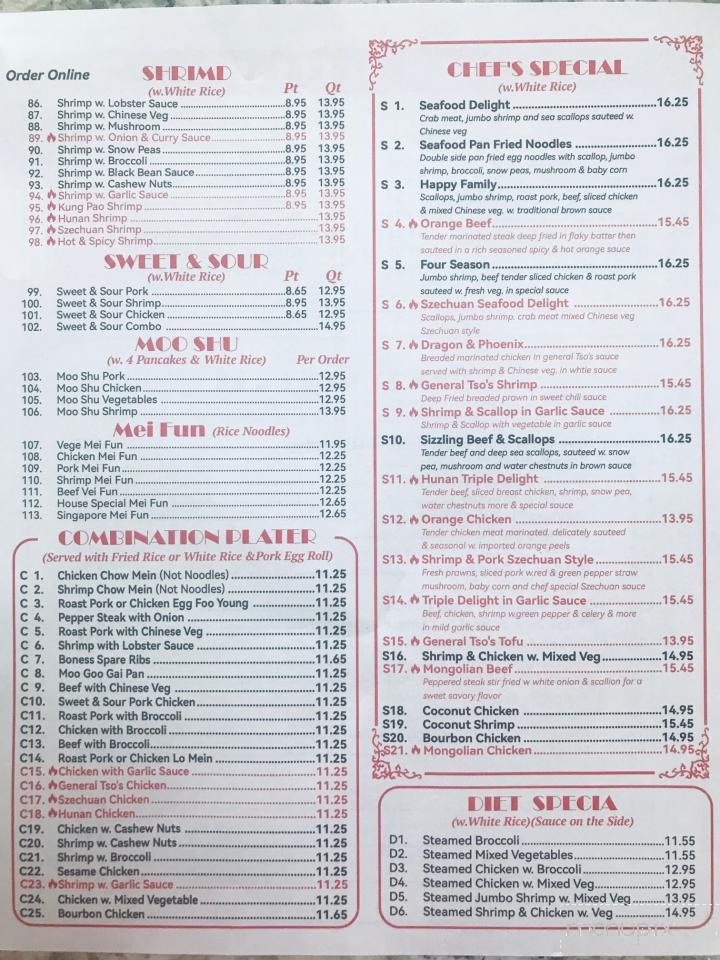 Order Online
SHRIMD
(w.White Rice) Pt Qt
86. Shrimp w. Lobster Sauce 8.95 13.95
87. Shrimp w. Chinese Veg 8.95 13.95
88. Shrimp w. Mushroom 8.95 13.95
89. Shrimp w. Onion & Curry Sauce 8.95 13.95
90. Shrimp w. Snow Peas 8.95 13.95
91. Shrimp w. Broccoli 8.95 13.95
92. Shrimp w. Black Bean Sauce 8.95 13.95
93. Shrimp w. Cashew Nuts 8.95 13.95
94. Shrimp w. Garlic Sauce 8.95 13.95
95. Kung Pao Shrimp 8.95 13.95
96. Hunan Shrimp 13.95
97. Szechuan Shrimp 13.95
98. Hot & Spicy Shrimp 13.95
SWEET & SOUR
(w.White Rice) Pt Qt
99. Sweet & Sour Pork 8.65 12.95
100. Sweet & Sour Shrimp 8.95 13.95
101. Sweet & Sour Chicken 8.65 12.95
102. Sweet & Sour Combo 14.95
MOO SHU
(w. 4 Pancakes & White Rice) Per Order
103. Moo Shu Pork 12.95
104. Moo Shu Chicken 12.95
105. Moo Shu Vegetables 12.95
106. Moo Shu Shrimp 13.95
Mei Fun (Rice Noodles)
107. Vege Mei Fun 11.95
108. Chicken Mei Fun 12.25
109. Pork Mei Fun 12.25
110. Shrimp Mei Fun 12.25
111. Beef Vei Fun 12.25
112. House Special Mei Fun 12.65
113. Singapore Mei Fun 12.65
COMBINATION PLATER
(Served with Fried Rice or White Rice &Pork Egg Roll)
C 1. Chicken Chow Mein (Not Noodles) 11.25
C 2. Shrimp Chow Mein (Not Noodles) 11.25
C 3. Roast Pork or Chicken Egg Foo Young 11.25
C 4. Pepper Steak with Onion 11.25
C 5. Roast Pork with Chinese Veg 11.25
C 6. Shrimp with Lobster Sauce 11.25
C 7. Boness Spare Ribs 11.65
C 8. Moo Goo Gai Pan 11.25
C 9. Beef with Chinese Veg 11.25
C10. Sweet & Sour Pork Chicken 11.25
C11. Roast Pork with Broccoli 11.25
C12. Chicken with Broccoli 11.25
C13. Beef with Broccoli 11.25
C14. Roast Pork or Chicken Lo Mein 11.25
C15. Chicken with Garlic Sauce 11.25
C16. General Tso's Chicken 11.25
C17. Szechuan Chicken 11.25
C18. Hunan Chicken 11.25
C19. Chicken w. Cashew Nuts 11.25
C20. Shrimp w. Cashew Nuts 11.25
C21. Shrimp w. Broccoli 11.25
C22. Sesame Chicken 11.25
C23. Shrimp w. Garlic Sauce 11.25
C24. Chicken w. Mixed Vegetable 11.25
C25. Bourbon Chicken 11.65
CHEF'S SPECIAL
(w.White Rice)
S 1. Seafood Delight 16.25
Crab meat, jumbo shrimp and sea scallops sauteed w.
Chinese veg
S 2. Seafood Pan Fried Noodles 16.25
Double side pan fried egg noodles with scallop, jumbo
shrimp, broccoli, snow peas, mushroom & baby corn
S 3. Happy Family 16.25
Scallops, jumbo shrimp, roast pork, beef, sliced chicken
& mixed Chinese veg. w. traditional brown sauce
S 4. Orange Beef 15.45
Tender marinated steak deep fried in flaky batter then
sauteed in a rich seasoned spicy & hot orange sauce
S 5. Four Season 16.25
Jumbo shrimp, beef tender sliced chicken & roast pork
sauteed w. fresh veg. in special sauce
S 6. Szechuan Seafood Delight 16.25
Scallops, jumbo shrimp. crab meat mixed Chinese veg
Szechuan style
S 7. Dragon & Phoenix 16.25
Breaded marinated chicken in general Tso's sauce
served with shrimp & Chinese veg. in whtie sauce
S 8. General Tso's Shrimp 15.45
Deep Fried breaded prawn in sweet chili sauce
S 9. Shrimp & Scallop in Garlic Sauce 16.25
Shrimp & Scallop with vegetable in garlic sauce
S10. Sizzling Beef & Scallops 16.25
Tender beef and deep sea scallops, sauteed w. snow
pea, mushroom and water chestnuts in brown sauce
S11. Hunan Triple Delight 15.45
Tender beef, sliced breast chicken, shrimp, snow pea,
water chestnuts more & special sauce
S12. Orange Chicken 13.95
Tender chicken meat marinated. delicately sauteed
& seasonal w. imported orange peels
S13. Shrimp & Pork Szechuan Style 15.45
Fresh prawns, sliced pork w.red & green pepper straw
mushroom, baby corn and chef special Szechuan sauce
S14. Triple Delight in Garlic Sauce 15.45
Beef, chicken, shrimp w.green pepper & celery & more
in mild garlic sauce
S15. General Tso's Tofu 13.95
S16. Shrimp & Chicken w. Mixed Veg 14.95
S17. Mongolian Beef 15.45
Peppered steak stir fried w white onion & scallion for a
sweet savory flavor
S18. Coconut Chicken 14.95
S19. Coconut Shrimp 15.45
S20. Bourbon Chicken 14.95
S21. Mongolian Chicken 14.95
DIET SPECIA
(w.White Rice)(Sauce on the Side)
D1. Steamed Broccoli 11.55
D2. Steamed Mixed Vegetables 11.55
D3. Steamed Chicken w. Broccoli 12.95
D4. Steamed Chicken w. Mixed Veg 12.95
D5. Steamed Jumbo Shrimp w. Mixed Veg 13.95
D6. Steamed Shrimp & Chicken w. Veg 14.95
menupix